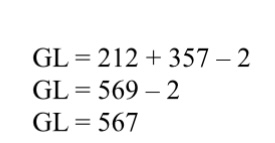 GL = 212 + 357 – 2
GL = 569 – 2
GL = 567